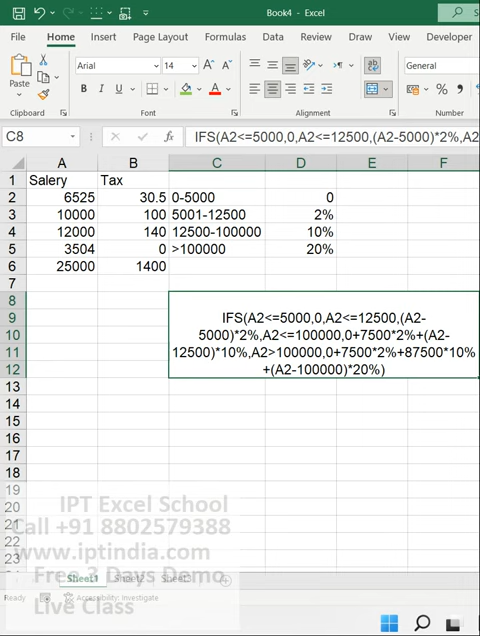 Book4 - Excel
File Home Insert Page Layout Formulas Data Review View Developer
Paste
Arial 14 A A General
B I U A % 9
Clipboard Font Alignment Number
C8 fx IFS(A2<=5000,0,A2<=12500,(A2-5000)*2%,A2
A B C D E F
1 Salery Tax
2 6525 30.5 0-5000 0
3 10000 100 5001-12500 2%
4 12000 140 12500-100000 10%
5 3504 0 >100000 20%
6 25000 1400
7
8
9 IFS(A2<=5000,0,A2<=12500,(A2-
10 5000)*2%,A2<=100000,0+7500*2%+(A2-
11 12500)*10%,A2>100000,0+7500*2%+87500*10%
12 +(A2-100000)*20%)
13
14
15
16
17
18
19
20 IPT Excel School
21 Call +91 8802579388
22 www.iptindia.com
23
Free 3 Days Demo
Sheet1 Sheet2 Sheet3
Ready Accessibility: Investigate
Live Class